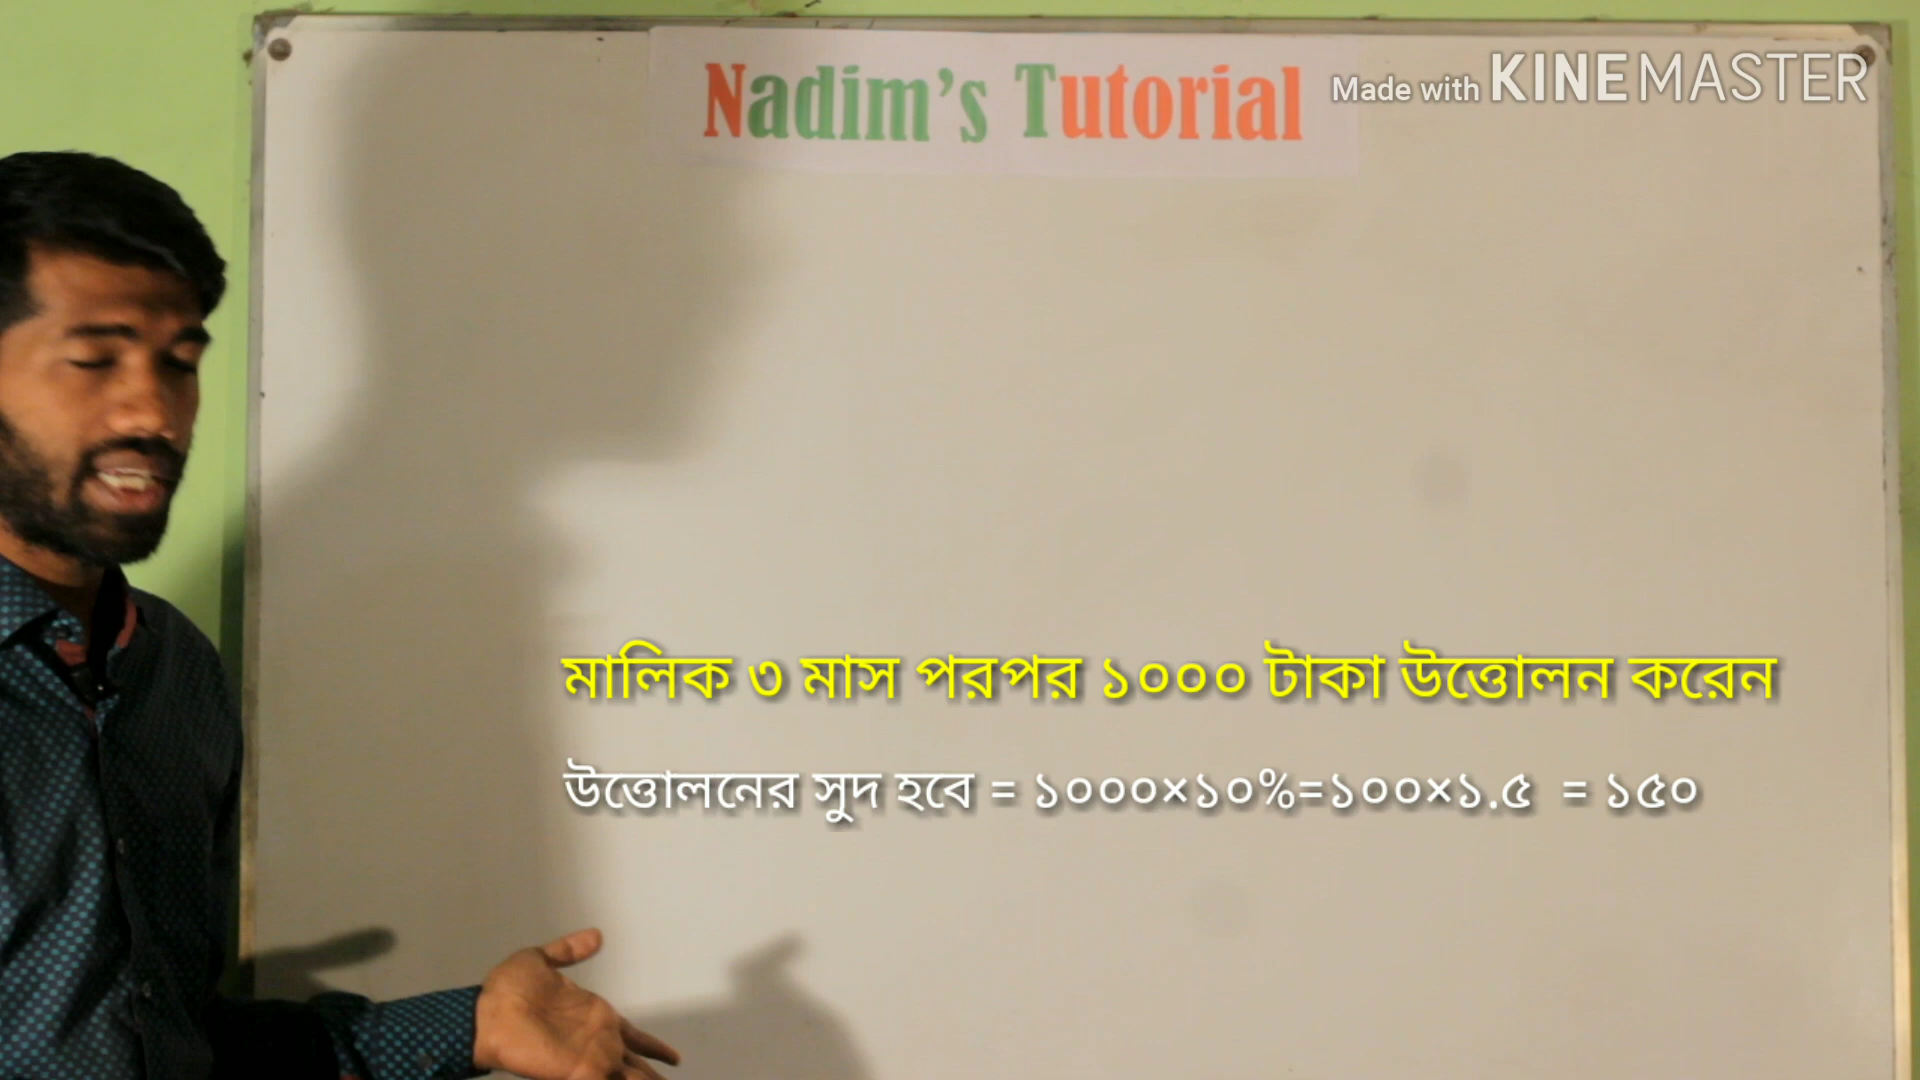 Nadim's Tutorial
Made with KINEMASTER
মালিক ৩ মাস পরপর ১০০০ টাকা উত্তোলন করেন
উত্তোলনের সুদ হবে = ১০০০×১০%=১০০×১.৫ = ১৫০